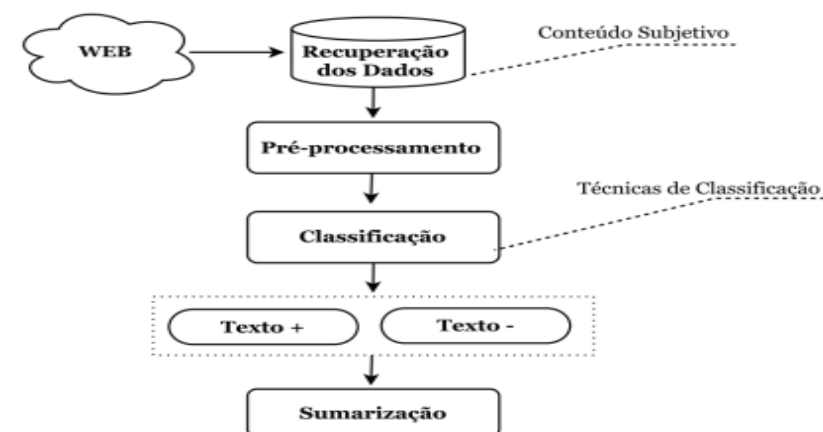 WEB
Recuperação
dos Dados
Conteúdo Subjetivo
Pré-processamento
Técnicas de Classificação
Classificação
Texto +
Texto -
Sumarização